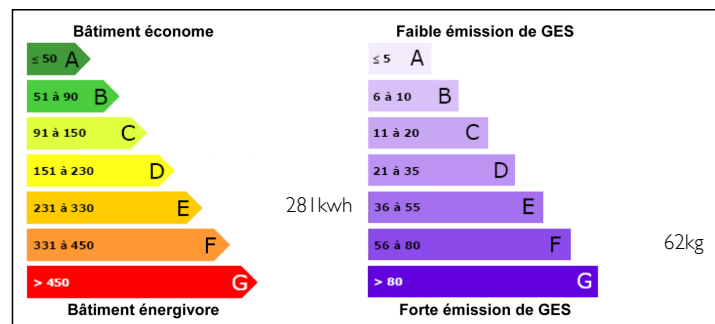 Bâtiment économe
≤ 50 A
51 à 90 B
91 à 150 C
151 à 230 D
231 à 330 E
281kwh
331 à 450 F
> 450 G
Bâtiment énergivore
Faible émission de GES
≤ 5 A
6 à 10 B
11 à 20 C
21 à 35 D
36 à 55 E
56 à 80 F
62kg
> 80 G
Forte émission de GES